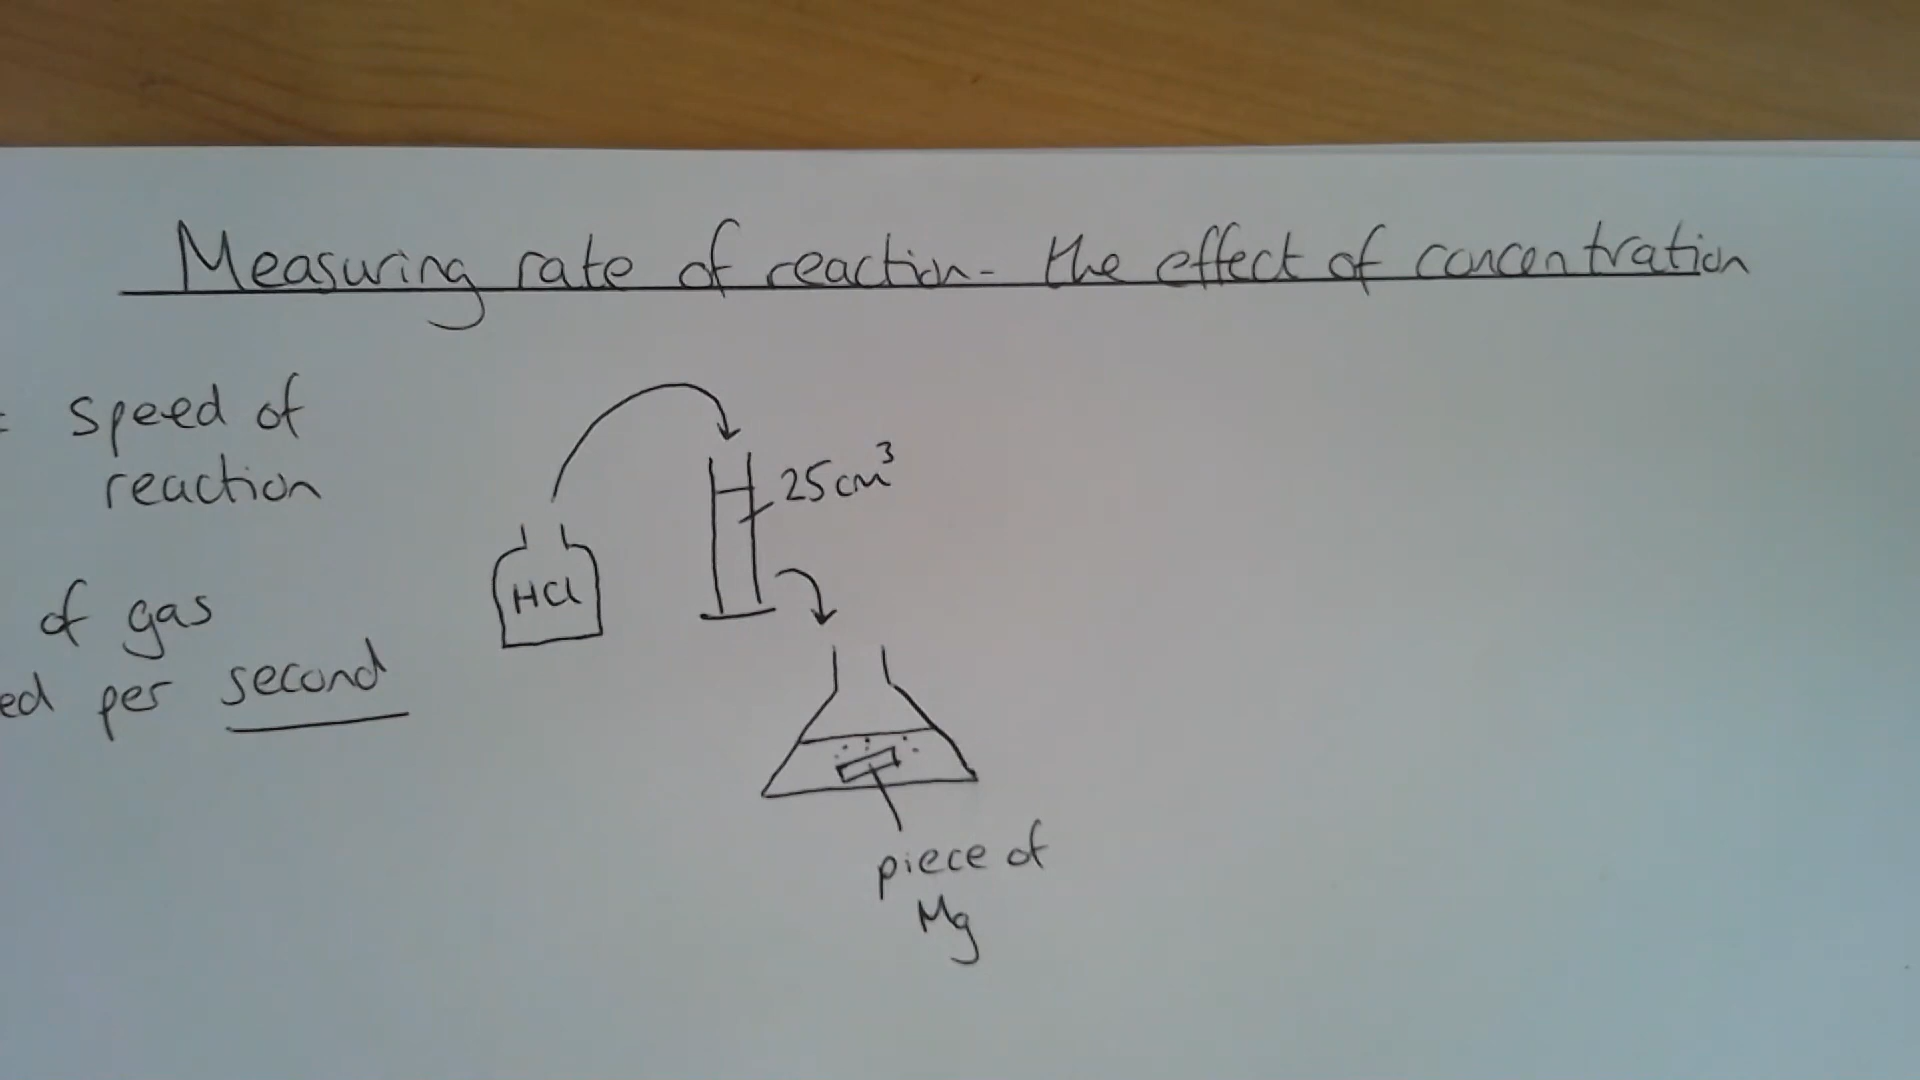 Measuring rate of reaction - the effect of concentration
= speed of
reaction
of gas
ed per second
25cm³
HCl
piece of
Mg